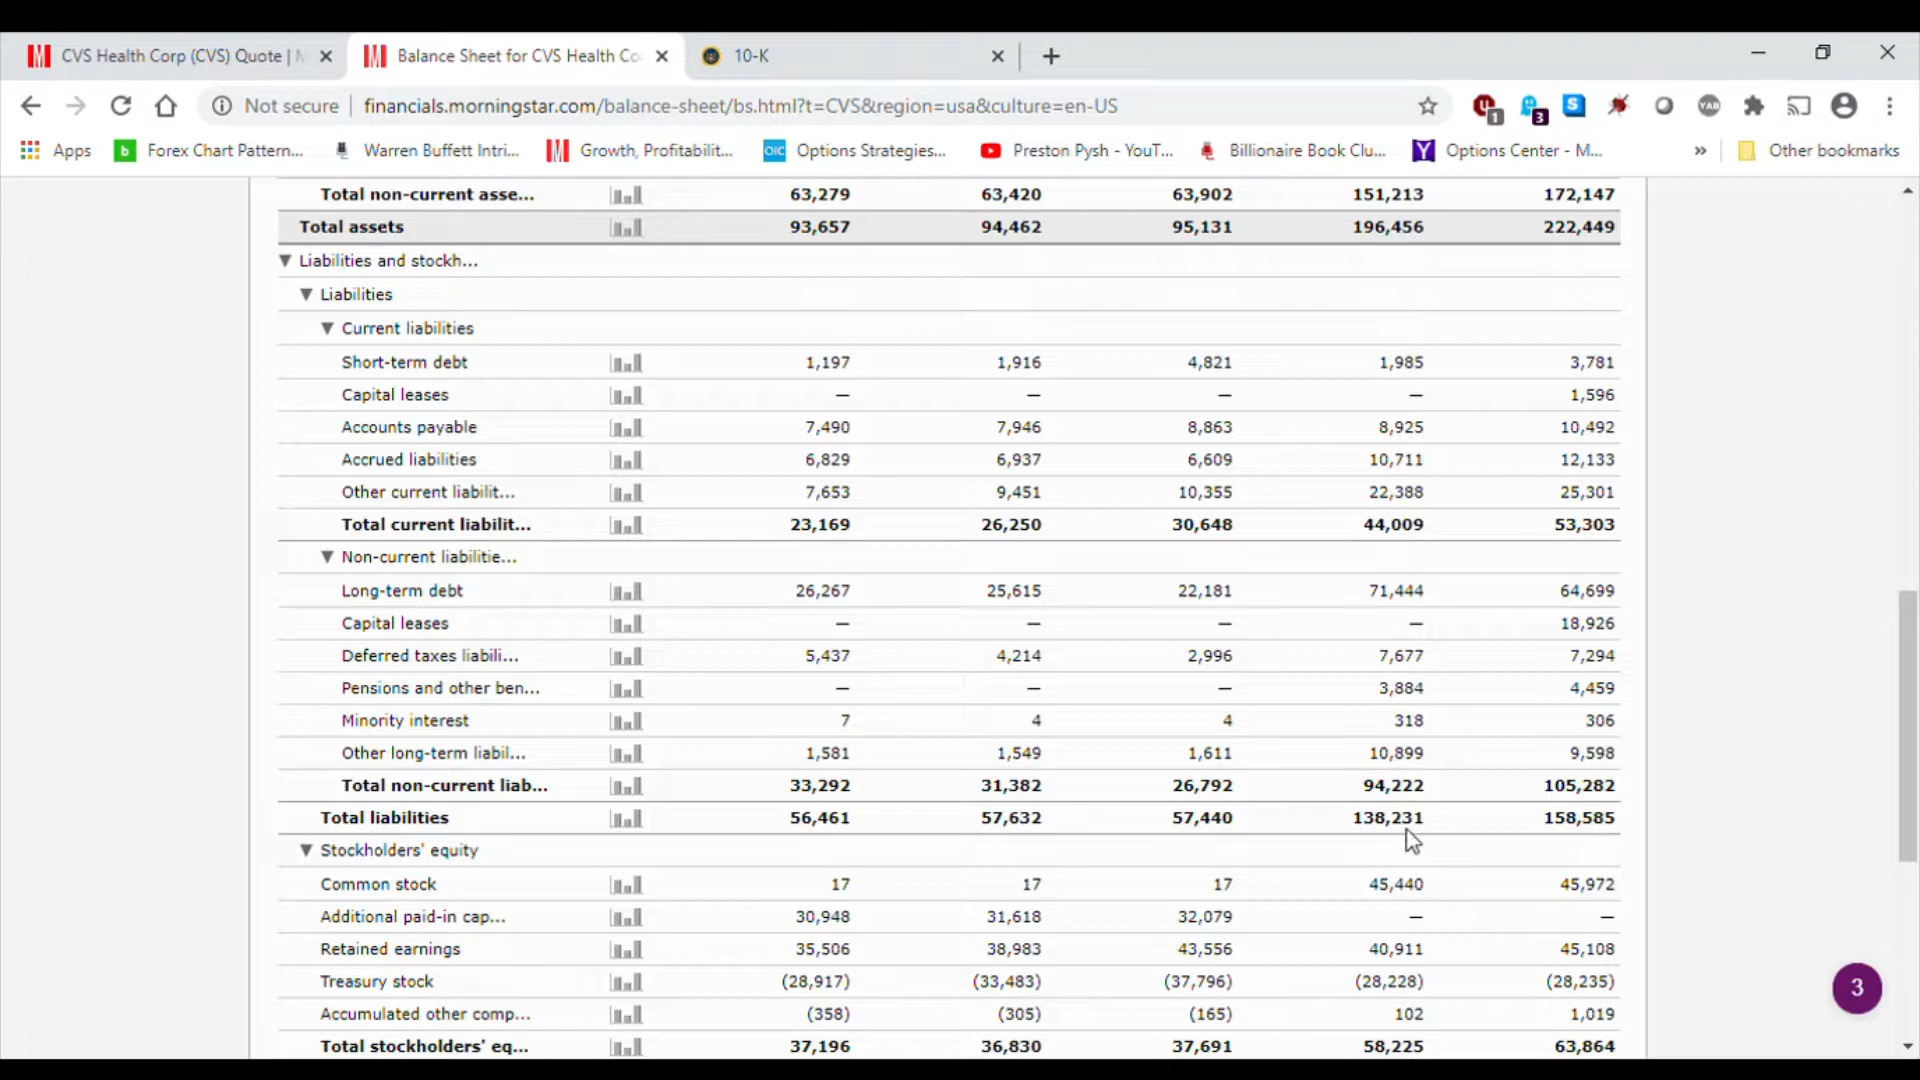 CVS Health Corp (CVS) Quote | M
Balance Sheet for CVS Health Co
10-K
Not secure | financials.morningstar.com/balance-sheet/bs.html?t=CVS&region=usa&culture=en-US
1
3
S
YAB
Apps
b Forex Chart Pattern...
Warren Buffett Intri...
Growth, Profitabilit...
OIC Options Strategies...
Preston Pysh - YouT...
Billionaire Book Clu...
Y Options Center - M...
»
Other bookmarks
Total non-current asse... 63,279 63,420 63,902 151,213 172,147
Total assets 93,657 94,462 95,131 196,456 222,449
Liabilities and stockh...
Liabilities
Current liabilities
Short-term debt 1,197 1,916 4,821 1,985 3,781
Capital leases — — — — 1,596
Accounts payable 7,490 7,946 8,863 8,925 10,492
Accrued liabilities 6,829 6,937 6,609 10,711 12,133
Other current liabilit... 7,653 9,451 10,355 22,388 25,301
Total current liabilit... 23,169 26,250 30,648 44,009 53,303
Non-current liabilitie...
Long-term debt 26,267 25,615 22,181 71,444 64,699
Capital leases — — — — 18,926
Deferred taxes liabili... 5,437 4,214 2,996 7,677 7,294
Pensions and other ben... — — — 3,884 4,459
Minority interest 7 4 4 318 306
Other long-term liabil... 1,581 1,549 1,611 10,899 9,598
Total non-current liab... 33,292 31,382 26,792 94,222 105,282
Total liabilities 56,461 57,632 57,440 138,231 158,585
Stockholders' equity
Common stock 17 17 17 45,440 45,972
Additional paid-in cap... 30,948 31,618 32,079 — —
Retained earnings 35,506 38,983 43,556 40,911 45,108
Treasury stock (28,917) (33,483) (37,796) (28,228) (28,235)
Accumulated other comp... (358) (305) (165) 102 1,019
Total stockholders' eq... 37,196 36,830 37,691 58,225 63,864
3